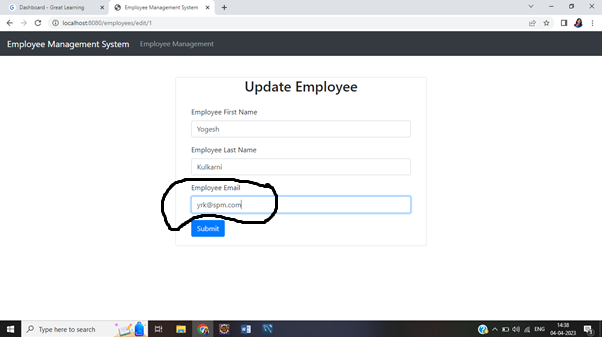 Dashboard - Great Learning
Employee Management System
localhost:8080/employees/edit/1
Employee Management System Employee Management
Update Employee
Employee First Name
Yogesh
Employee Last Name
Kulkarni
Employee Email
yrk@spm.com
Submit
Type here to search
ENG
14:38
04-04-2023
3